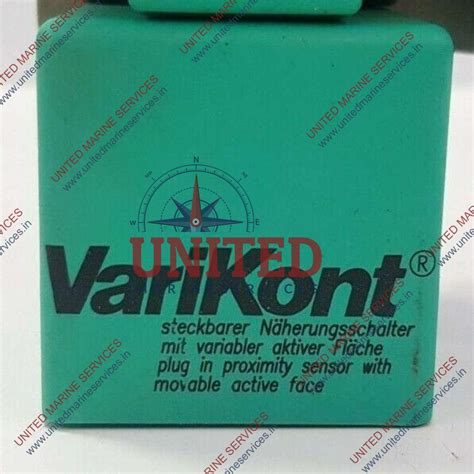 VariKont®
steckbarer Näherungsschalter
mit variabler aktiver Fläche
plug in proximity sensor with
movable active face
N
W E
S
UNITED
UNITED MARINE SERVICES
www.unitedmarineservices.in